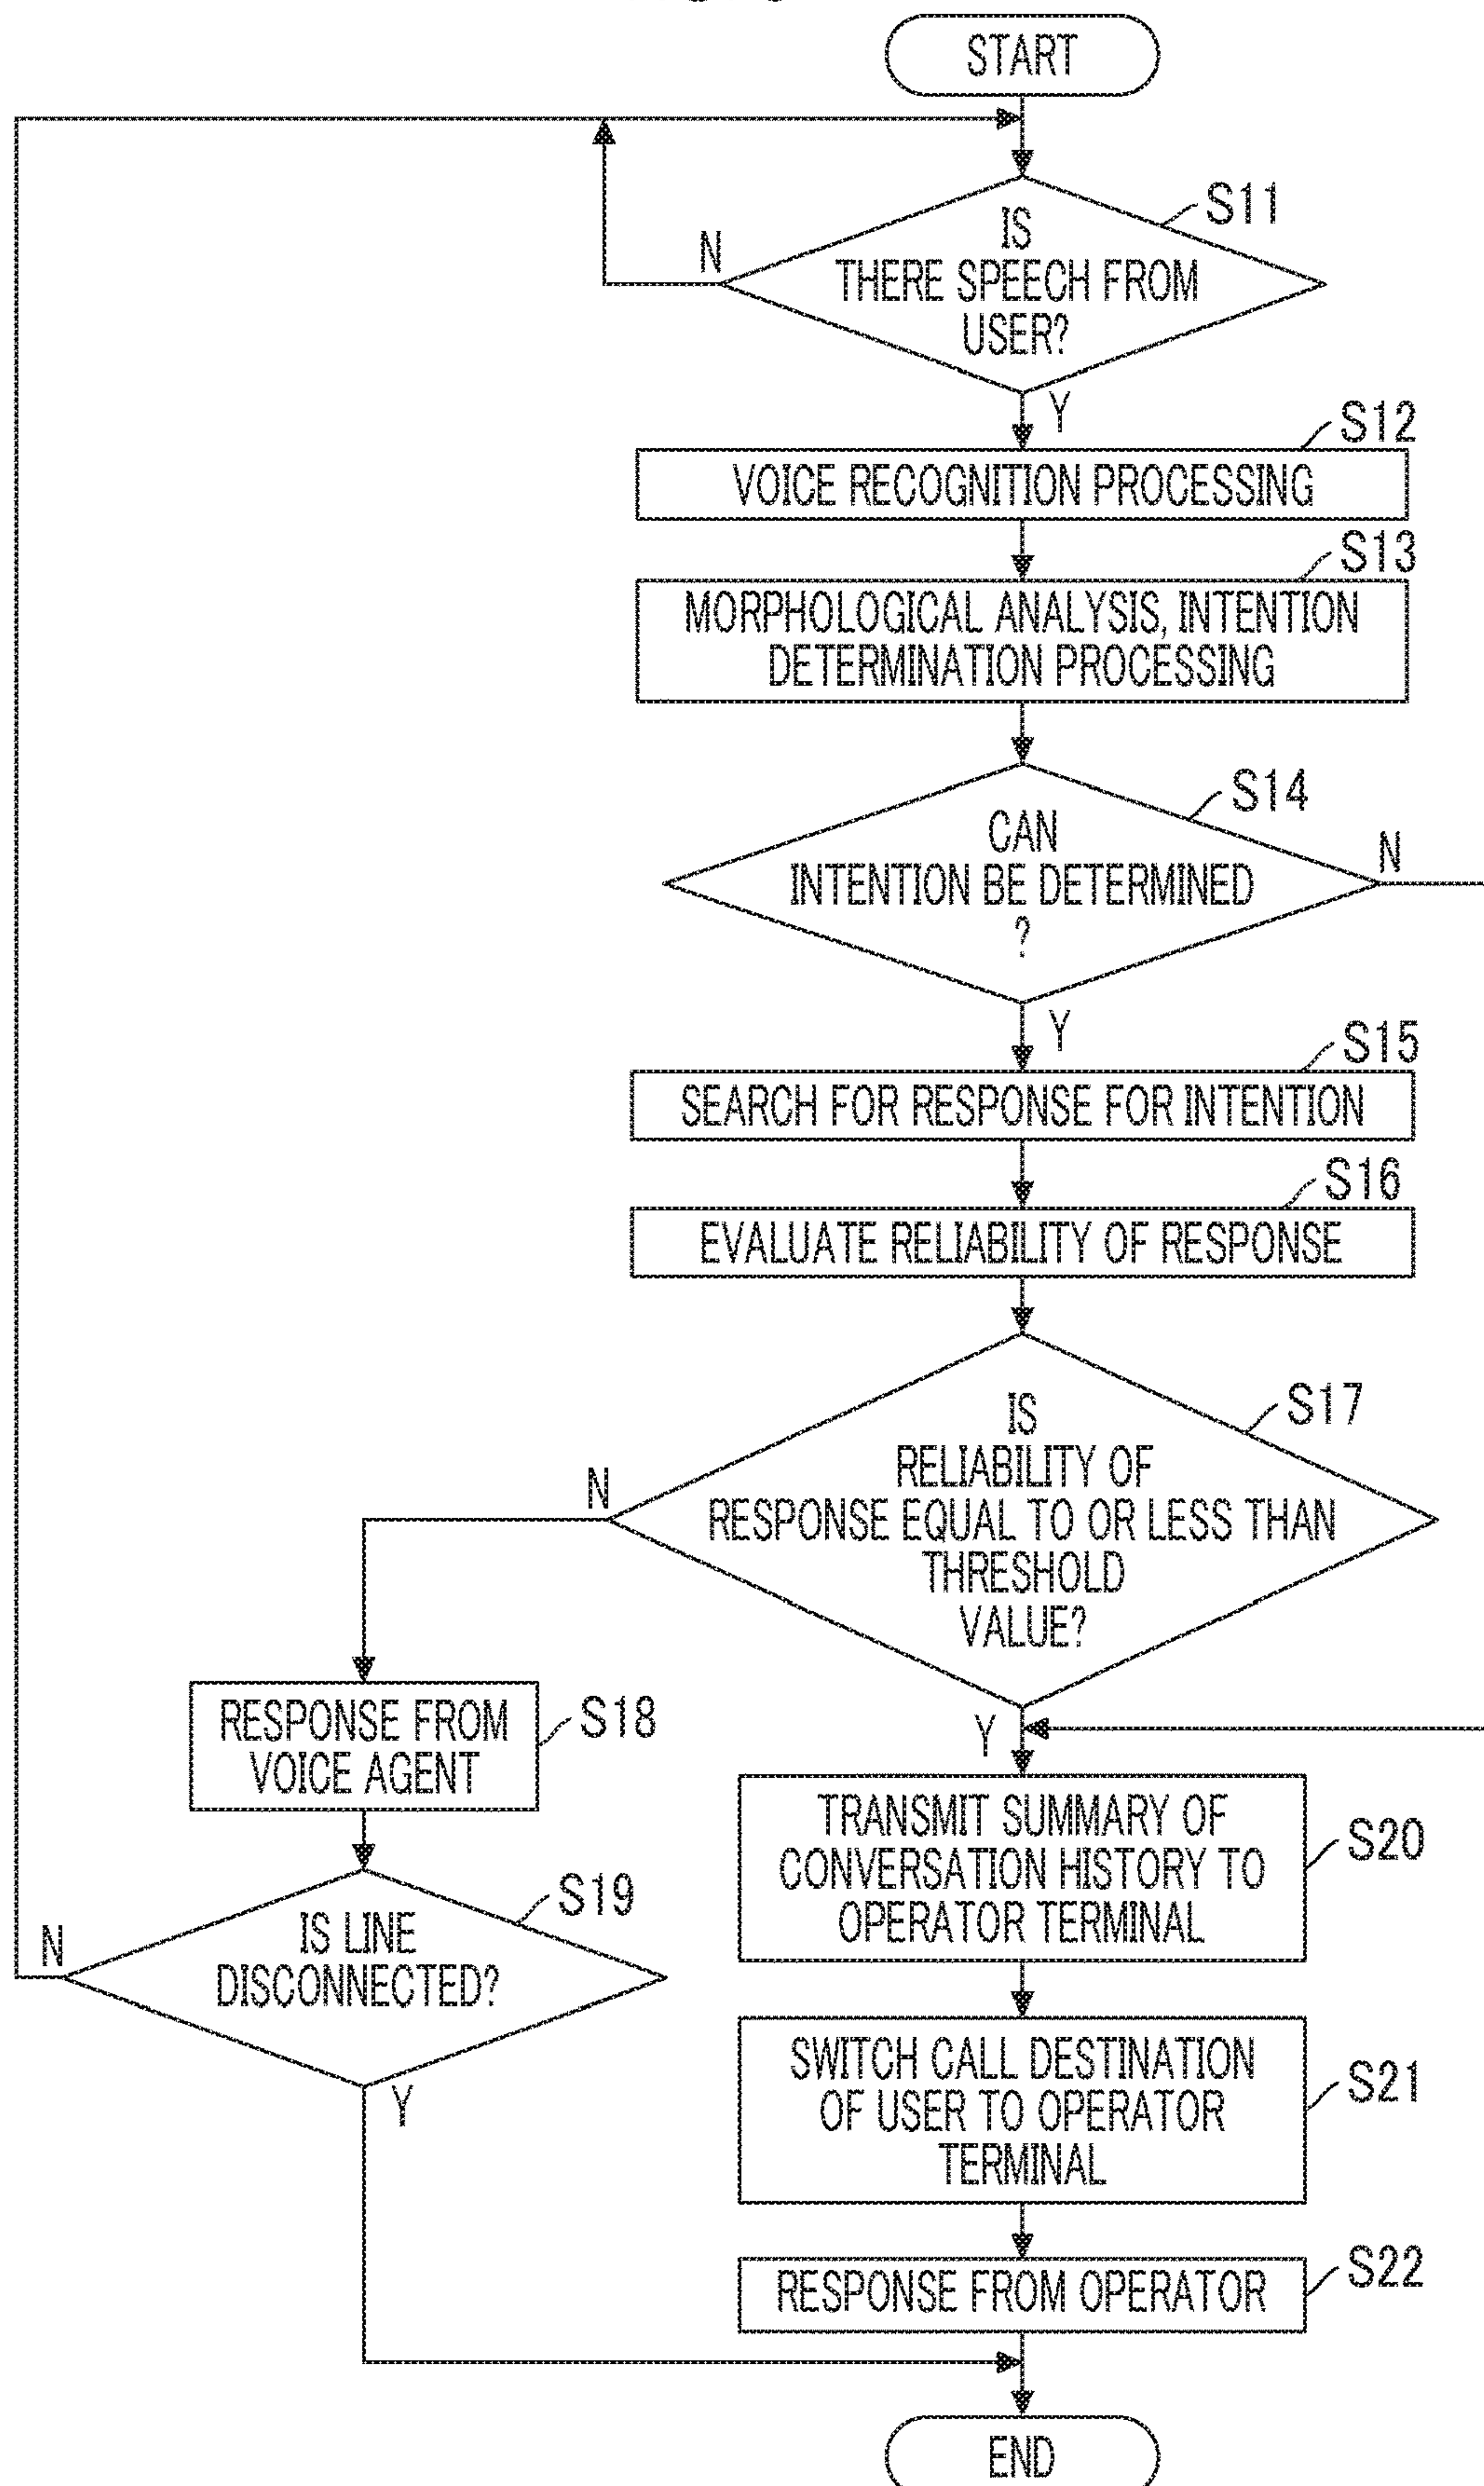 START
S11
IS
THERE SPEECH FROM
USER?
N
Y
S12
VOICE RECOGNITION PROCESSING
S13
MORPHOLOGICAL ANALYSIS, INTENTION
DETERMINATION PROCESSING
S14
CAN
INTENTION BE DETERMINED
?
N
Y
S15
SEARCH FOR RESPONSE FOR INTENTION
S16
EVALUATE RELIABILITY OF RESPONSE
S17
IS
RELIABILITY OF
RESPONSE EQUAL TO OR LESS THAN
THRESHOLD
VALUE?
N
Y
RESPONSE FROM
VOICE AGENT
S18
IS LINE
DISCONNECTED?
S19
N
Y
TRANSMIT SUMMARY OF
CONVERSATION HISTORY TO
OPERATOR TERMINAL
S20
SWITCH CALL DESTINATION
OF USER TO OPERATOR
TERMINAL
S21
RESPONSE FROM OPERATOR
S22
END